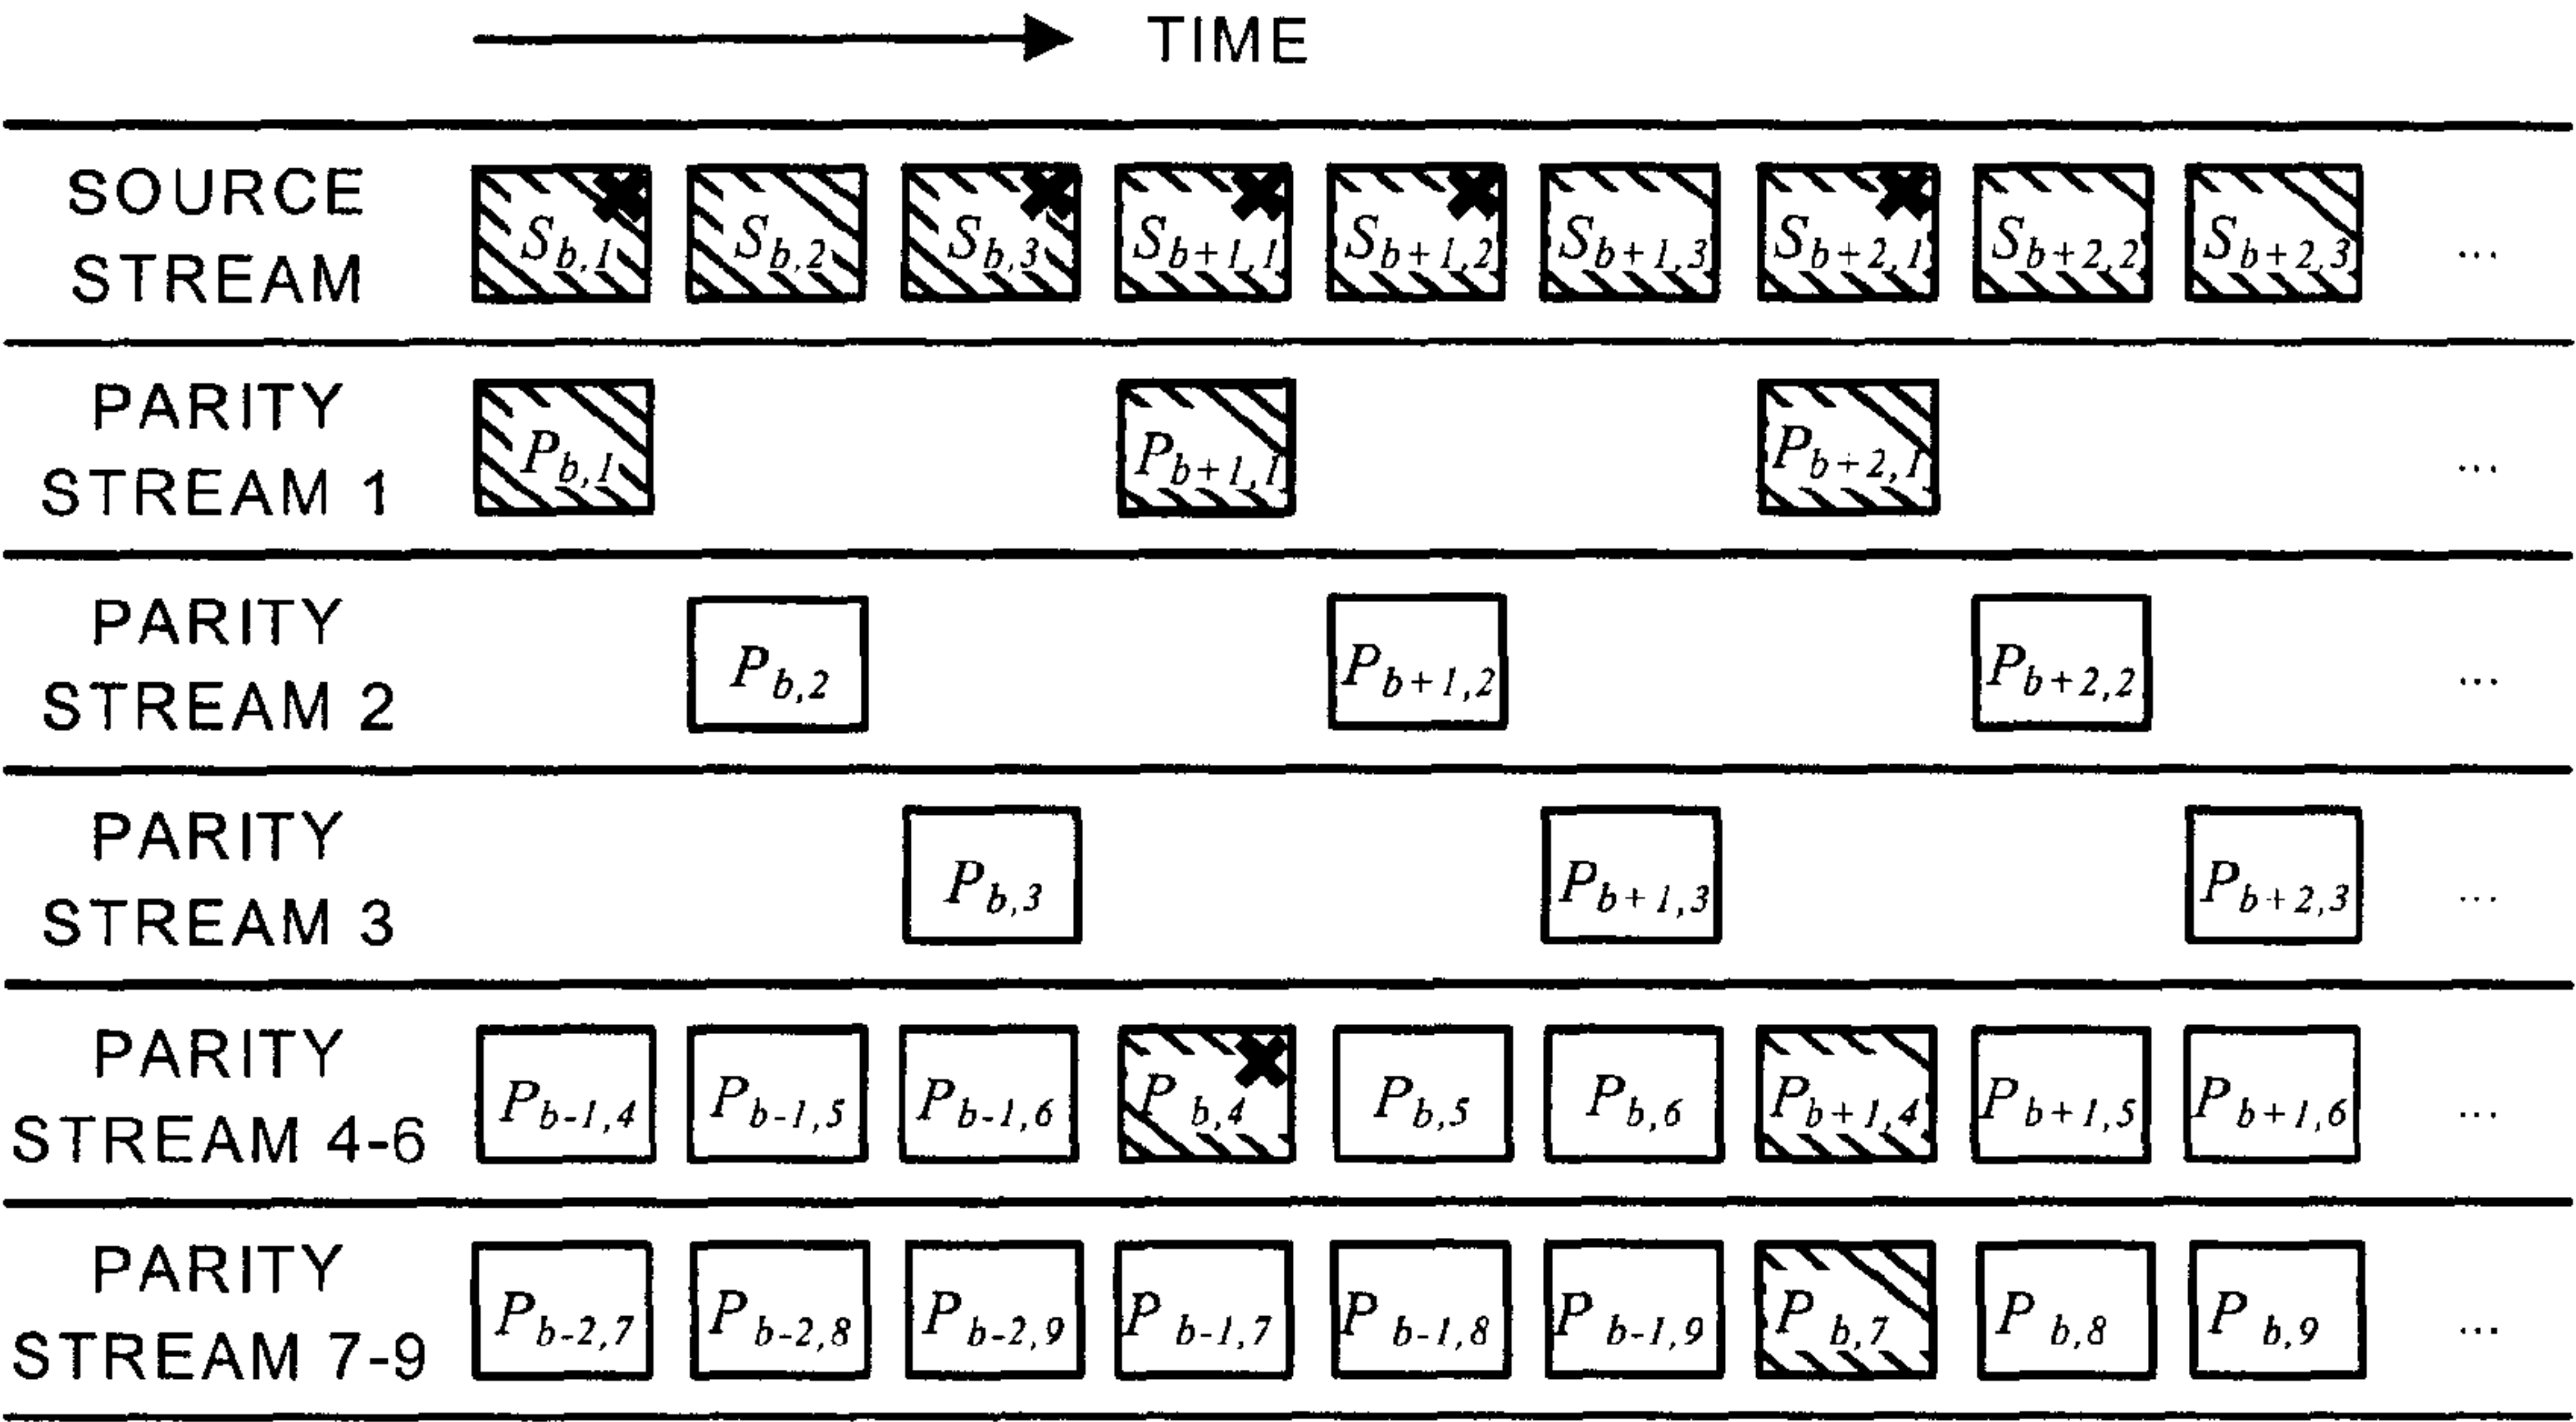 TIME
SOURCE STREAM
S b,1 S b,2 S b,3 S b+1,1 S b+1,2 S b+1,3 S b+2,1 S b+2,2 S b+2,3 ...
PARITY STREAM 1
P b,1 P b+1,1 P b+2,1 ...
PARITY STREAM 2
P b,2 P b+1,2 P b+2,2 ...
PARITY STREAM 3
P b,3 P b+1,3 P b+2,3 ...
PARITY STREAM 4-6
P b-1,4 P b-1,5 P b-1,6 P b,4 P b,5 P b,6 P b+1,4 P b+1,5 P b+1,6 ...
PARITY STREAM 7-9
P b-2,7 P b-2,8 P b-2,9 P b-1,7 P b-1,8 P b-1,9 P b,7 P b,8 P b,9 ...